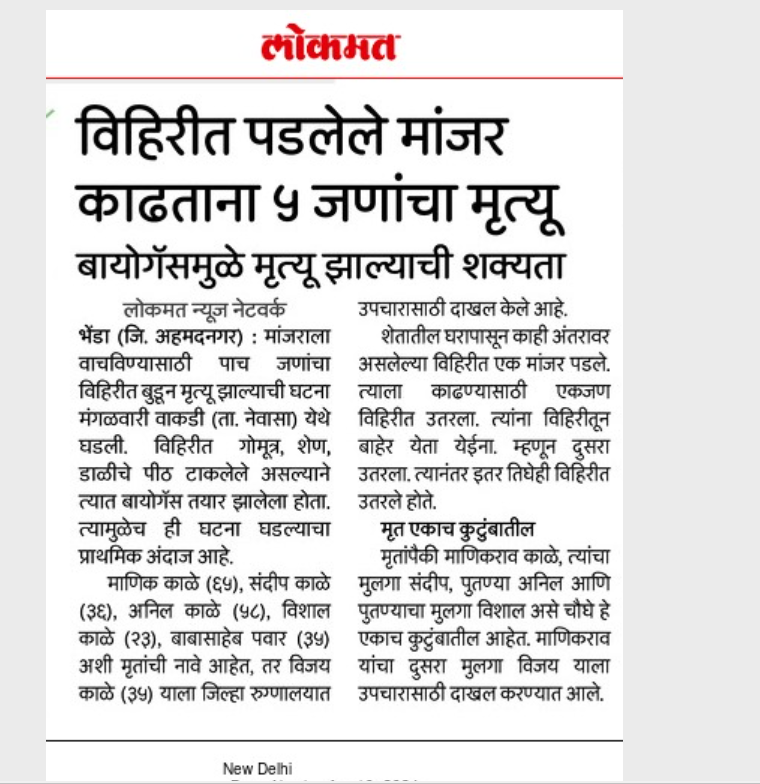 लोकमत
विहिरीत पडलेले मांजर
काढताना ५ जणांचा मृत्यू
बायोगॅसमुळे मृत्यू झाल्याची शक्यता
लोकमत न्यूज नेटवर्क
भेंडा (जि. अहमदनगर) : मांजराला
वाचविण्यासाठी पाच जणांचा
विहिरीत बुडून मृत्यू झाल्याची घटना
मंगळवारी वाकडी (ता. नेवासा) येथे
घडली. विहिरीत गोमूत्र, शेण,
डाळीचे पीठ टाकलेले असल्याने
त्यात बायोगॅस तयार झालेला होता.
त्यामुळेच ही घटना घडल्याचा
प्राथमिक अंदाज आहे.
माणिक काळे (६५), संदीप काळे
(३६), अनिल काळे (५८), विशाल
काळे (२३), बाबासाहेब पवार (३५)
अशी मृतांची नावे आहेत, तर विजय
काळे (३५) याला जिल्हा रुग्णालयात
उपचारासाठी दाखल केले आहे.
शेतातील घरापासून काही अंतरावर
असलेल्या विहिरीत एक मांजर पडले.
त्याला काढण्यासाठी एकजण
विहिरीत उतरला. त्यांना विहिरीतून
बाहेर येता येईना. म्हणून दुसरा
उतरला. त्यानंतर इतर तिघेही विहिरीत
उतरले होते.
मृत एकाच कुटुंबातील
मृतांपैकी माणिकराव काळे, त्यांचा
मुलगा संदीप, पुतण्या अनिल आणि
पुतण्याचा मुलगा विशाल असे चौघे हे
एकाच कुटुंबातील आहेत. माणिकराव
यांचा दुसरा मुलगा विजय याला
उपचारासाठी दाखल करण्यात आले.
New Delhi